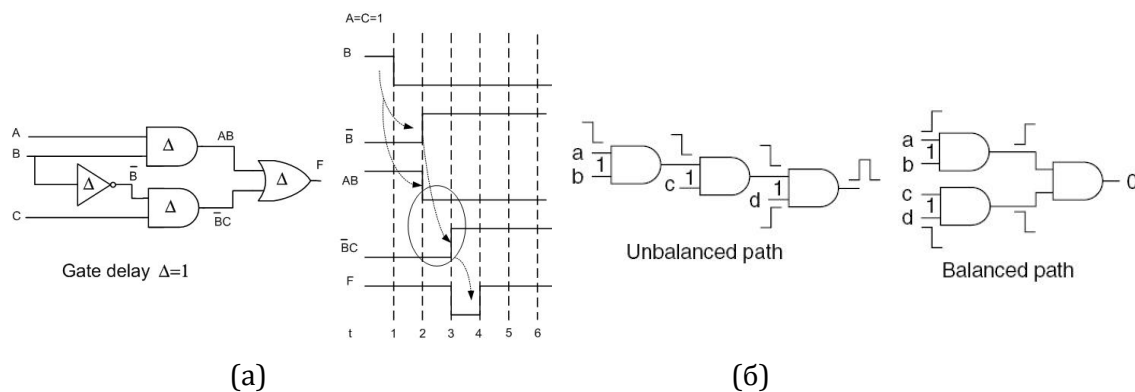 A=C=1
B
B̅
AB
B̅C
F
t 1 2 3 4 5 6
A
B
C
Δ
Δ
Δ
Δ
AB
B̅
B̅C
F
Gate delay Δ=1
a
1
b
1
c
1
d
Unbalanced path
a
1
b
c
1
d
0
Balanced path
(а) (б)